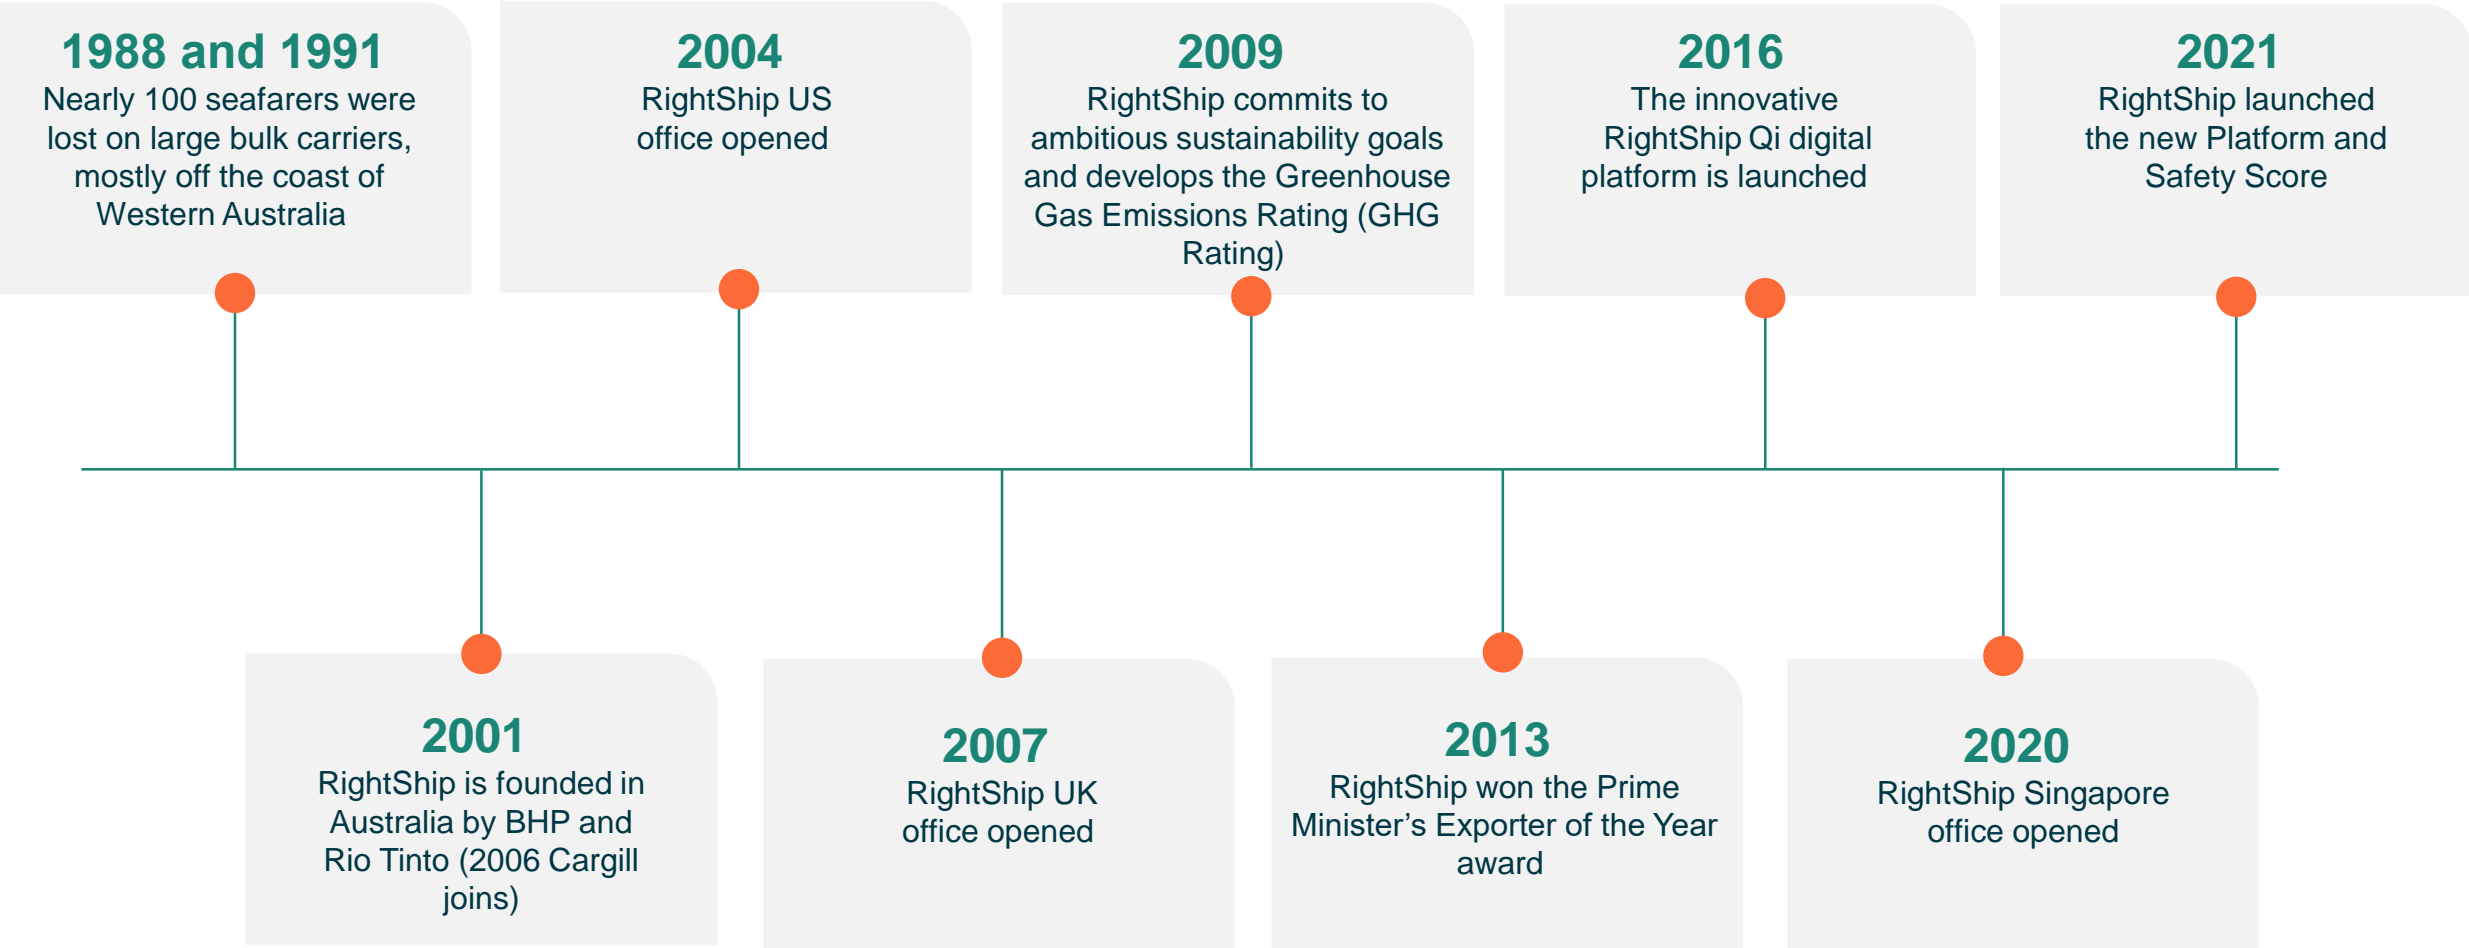 1988 and 1991
Nearly 100 seafarers were
lost on large bulk carriers,
mostly off the coast of
Western Australia
2004
RightShip US
office opened
2009
RightShip commits to
ambitious sustainability goals
and develops the Greenhouse
Gas Emissions Rating (GHG
Rating)
2016
The innovative
RightShip Qi digital
platform is launched
2021
RightShip launched
the new Platform and
Safety Score
2001
RightShip is founded in
Australia by BHP and
Rio Tinto (2006 Cargill
joins)
2007
RightShip UK
office opened
2013
RightShip won the Prime
Minister’s Exporter of the Year
award
2020
RightShip Singapore
office opened